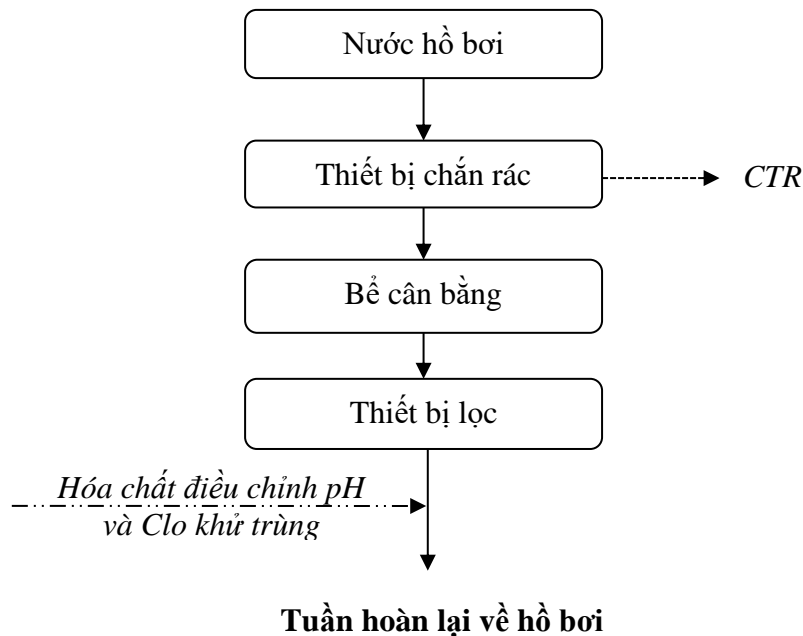 Nước hồ bơi
Thiết bị chắn rác
CTR
Bể cân bằng
Thiết bị lọc
Hóa chất điều chỉnh pH
và Clo khử trùng
Tuần hoàn lại về hồ bơi